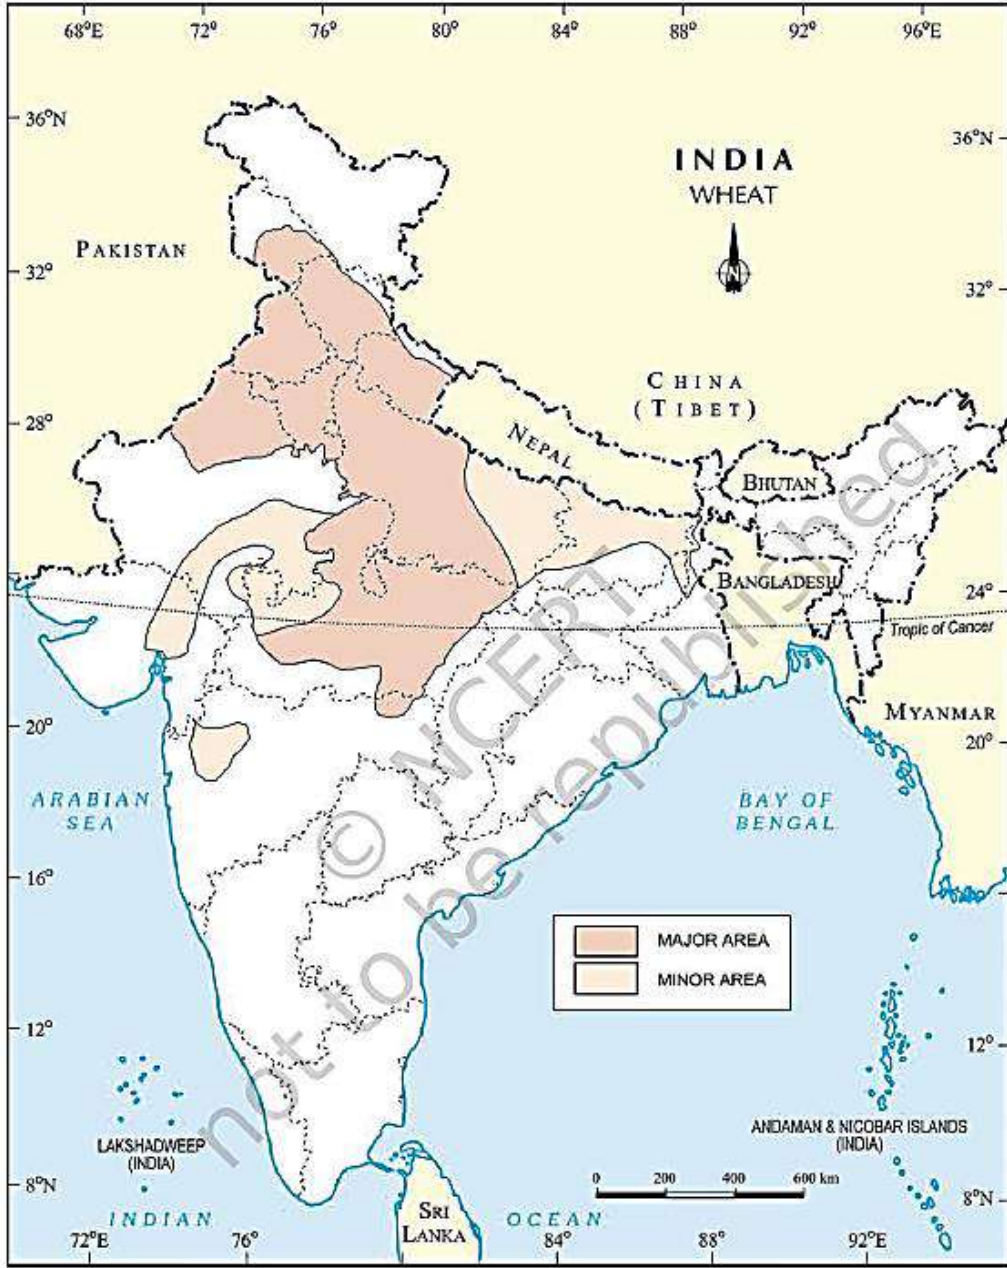 68°E 72° 76° 80° 84° 88° 92° 96°E
36°N
36°N
INDIA
WHEAT
N
PAKISTAN
32°
32°
CHINA
(TIBET)
28°
NEPAL
BHUTAN
BANGLADESH
24°
Tropic of Cancer
MYANMAR
20°
20°
ARABIAN
SEA
BAY OF
BENGAL
© NCERT
not to be republished
16°
MAJOR AREA
MINOR AREA
12°
12°
LAKSHADWEEP
(INDIA)
ANDAMAN & NICOBAR ISLANDS
(INDIA)
0 200 400 600 km
8°N
8°N
INDIAN OCEAN
SRI
LANKA
72°E 76° 84° 88° 92°E